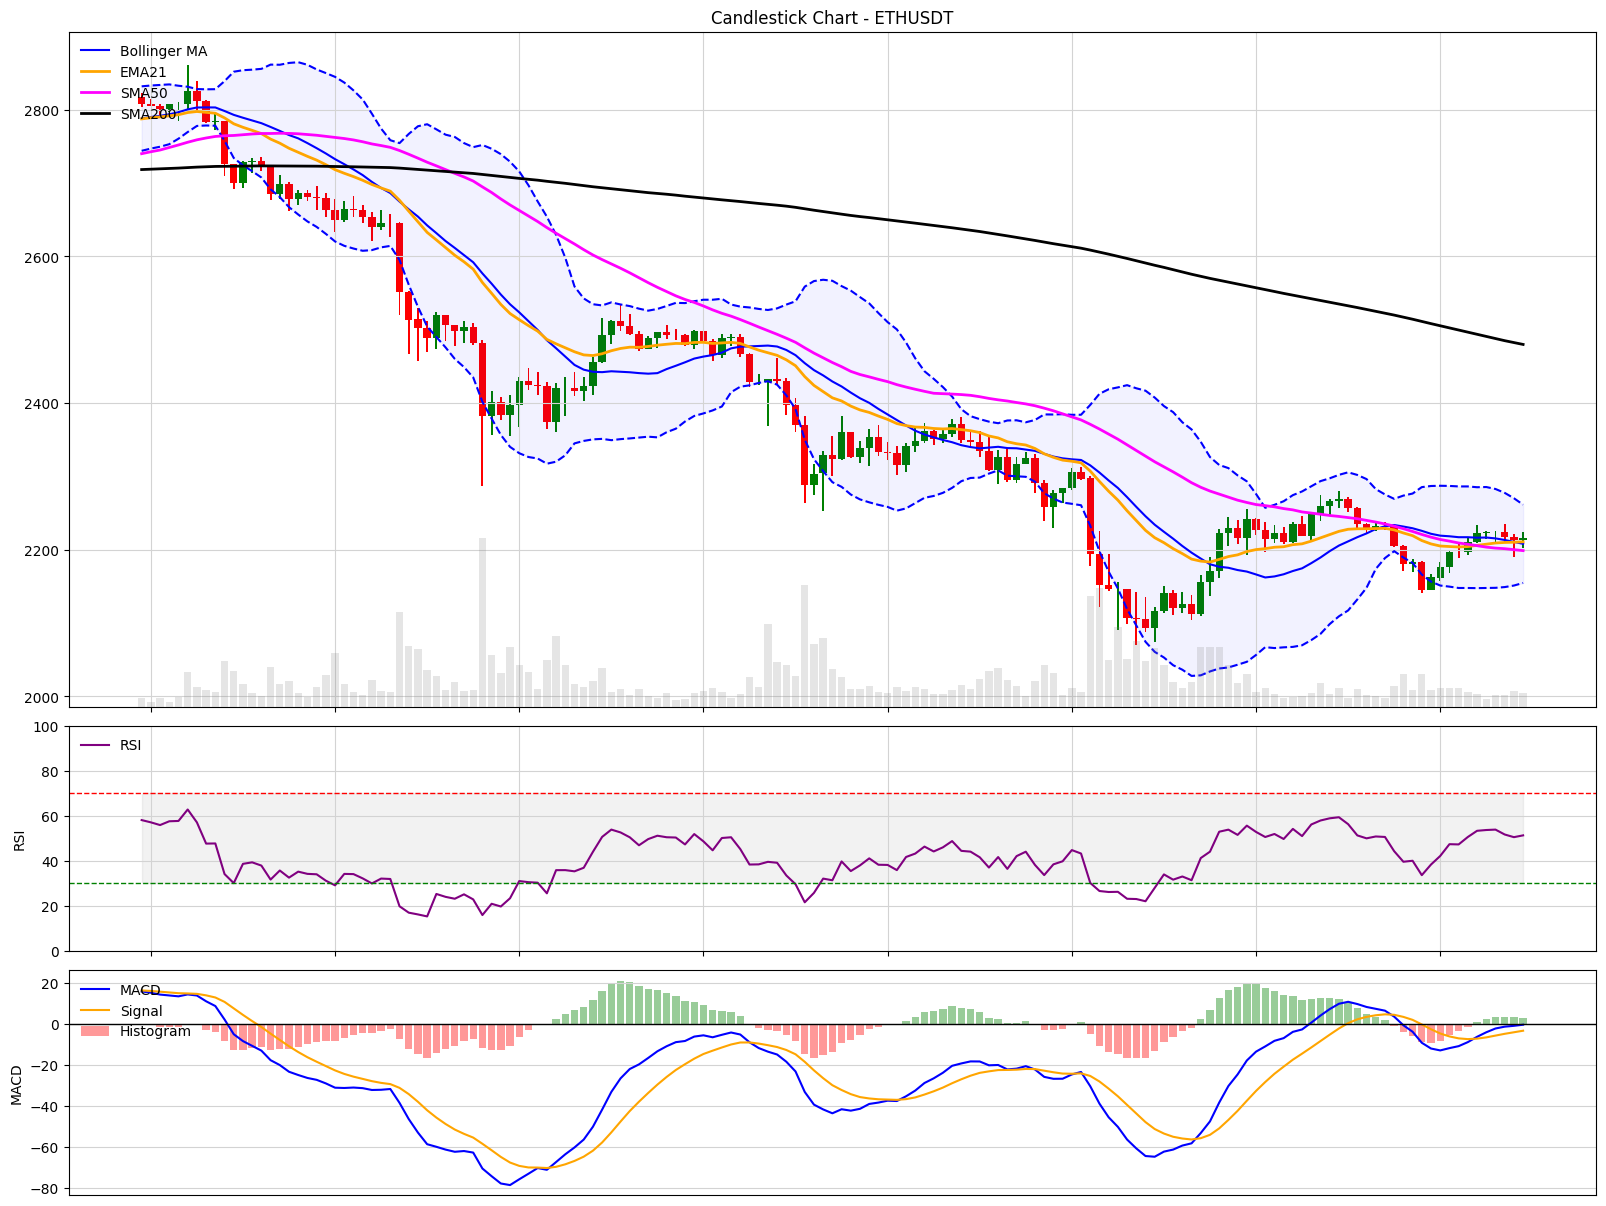 Candlestick Chart - ETHUSDT
Bollinger MA
EMA21
SMA50
SMA200
2800
2600
2400
2200
2000
RSI
100
80
60
40
20
0
RSI
MACD
Signal
Histogram
20
0
−20
−40
−60
−80
MACD